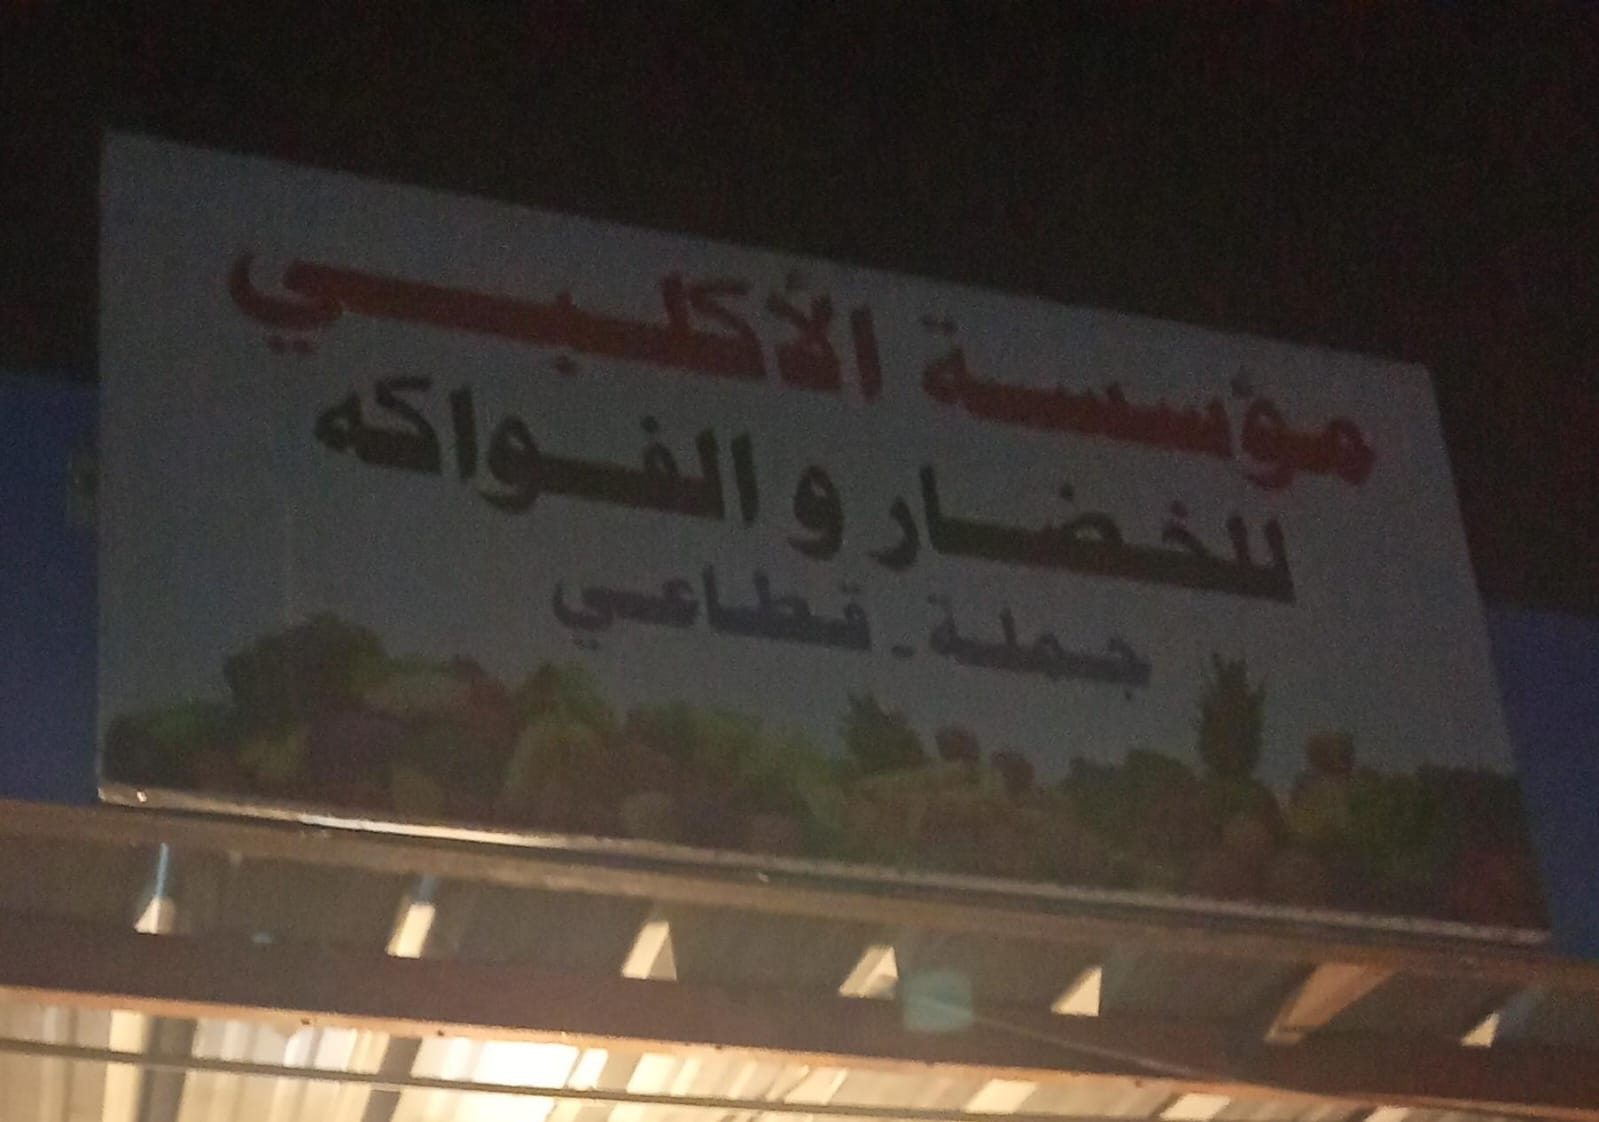 مؤسسة الأكلبي
للخضار و الفواكه
جملة - قطاعي